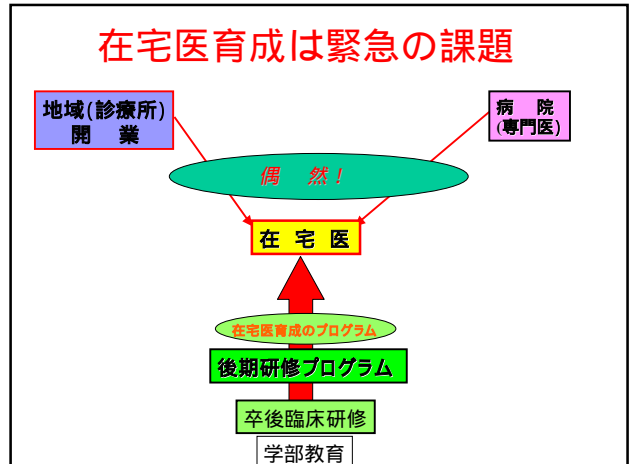 在宅医育成は緊急の課題
地域(診療所)
開 業
病 院
(専門医)
偶 然！
在 宅 医
在宅医育成のプログラム
後期研修プログラム
卒後臨床研修
学部教育